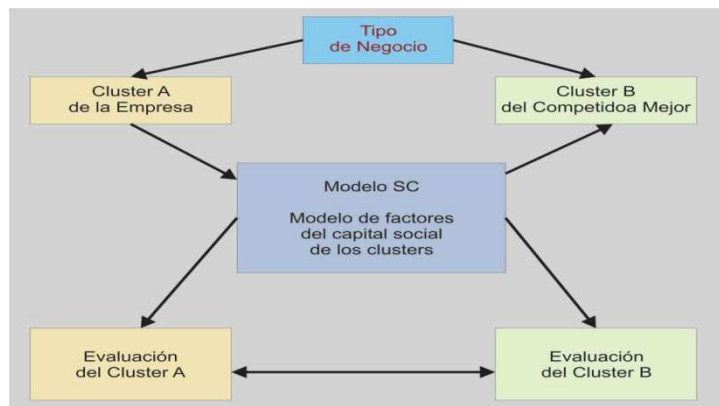 Tipo
de Negocio
Cluster A
de la Empresa
Cluster B
del Competidoa Mejor
Modelo SC
Modelo de factores
del capital social
de los clusters
Evaluación
del Cluster A
Evaluación
del Cluster B